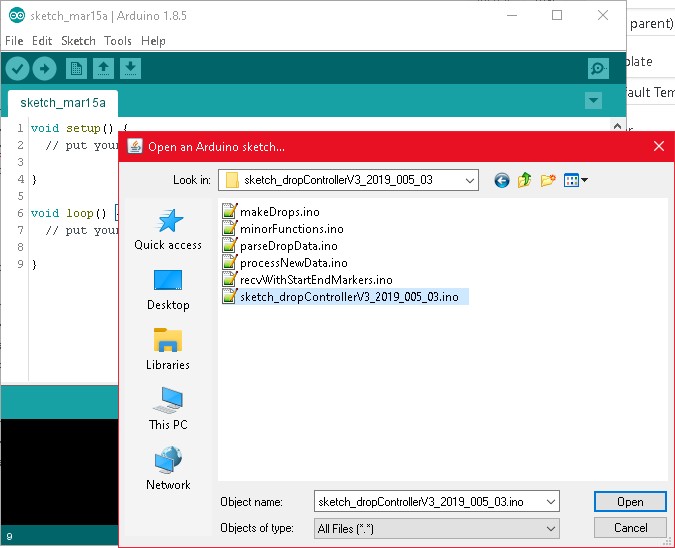 sketch_mar15a | Arduino 1.8.5
File Edit Sketch Tools Help
sketch_mar15a
1 void setup() {
2 // put your
3
4 }
5
6 void loop() {
7 // put your
8
9 }
9
parent)
plate
fault Tem
Open an Arduino sketch...
Look in: sketch_dropControllerV3_2019_005_03
Quick access
Desktop
Libraries
This PC
Network
makeDrops.ino
minorFunctions.ino
parseDropData.ino
processNewData.ino
recvWithStartEndMarkers.ino
sketch_dropControllerV3_2019_005_03.ino
Object name: sketch_dropControllerV3_2019_005_03.ino Open
Objects of type: All Files (*.*) Cancel